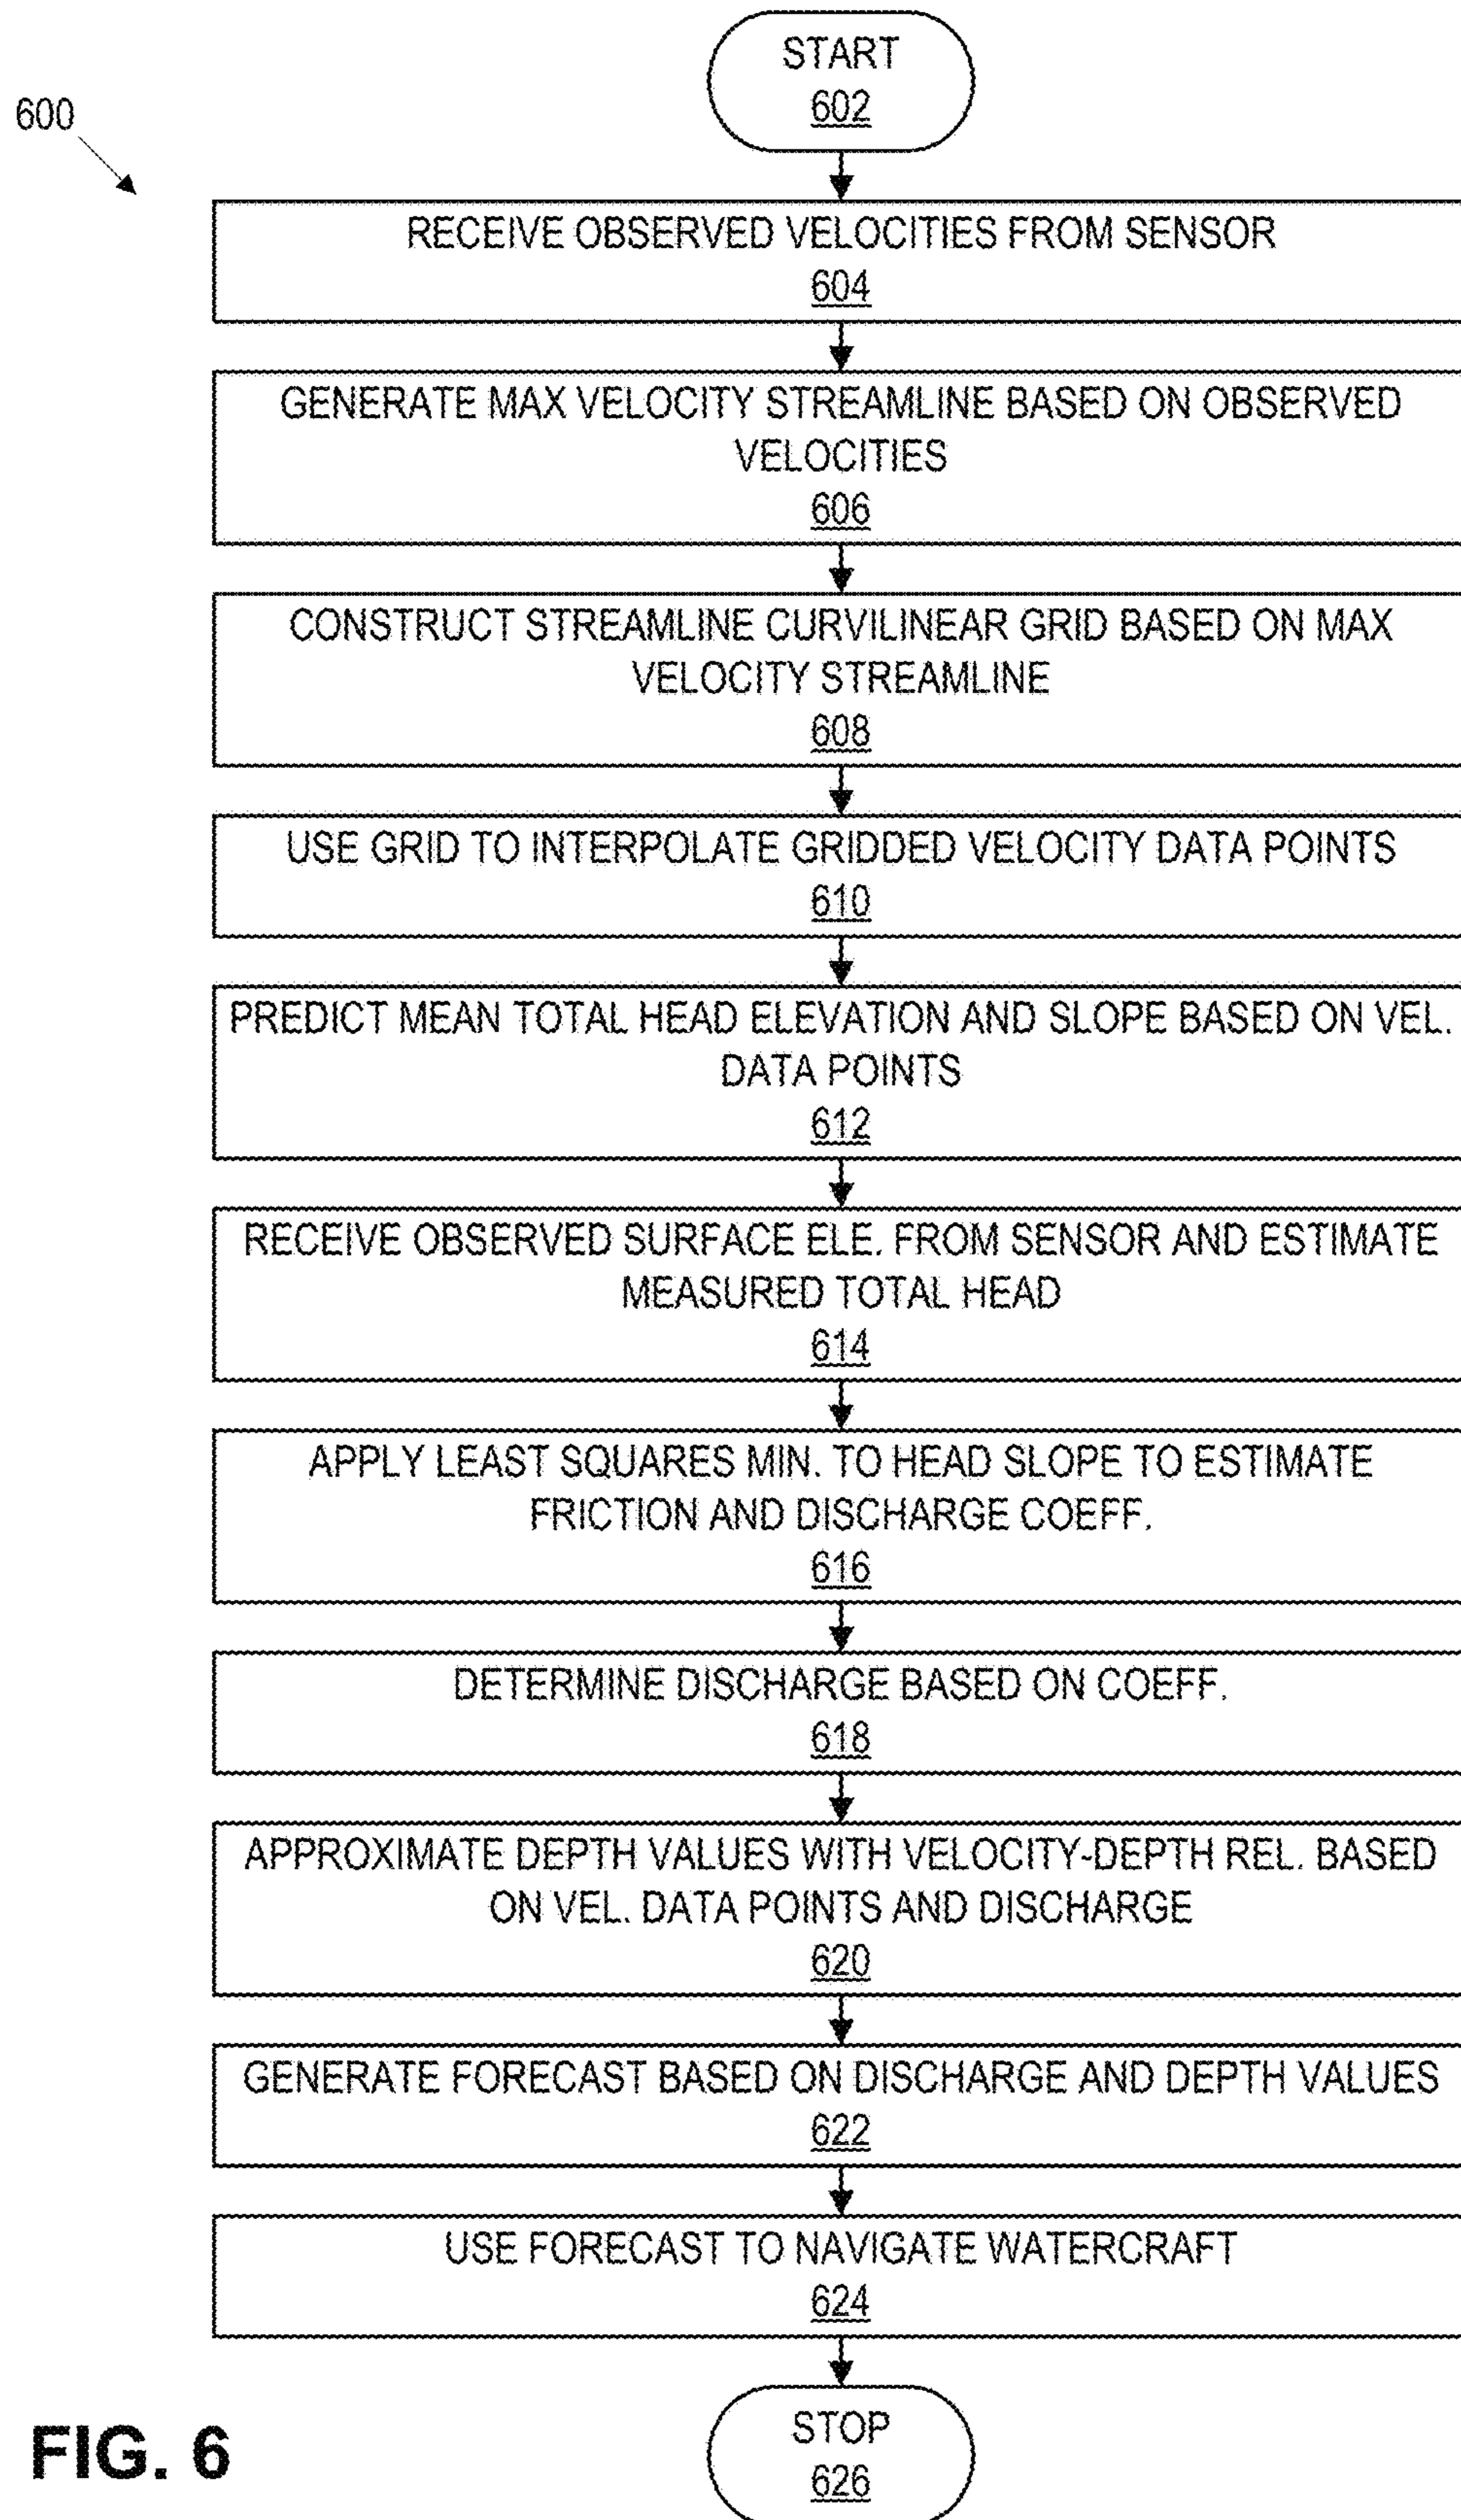 START
602
600
RECEIVE OBSERVED VELOCITIES FROM SENSOR
604
GENERATE MAX VELOCITY STREAMLINE BASED ON OBSERVED
VELOCITIES
606
CONSTRUCT STREAMLINE CURVILINEAR GRID BASED ON MAX
VELOCITY STREAMLINE
608
USE GRID TO INTERPOLATE GRIDDED VELOCITY DATA POINTS
610
PREDICT MEAN TOTAL HEAD ELEVATION AND SLOPE BASED ON VEL.
DATA POINTS
612
RECEIVE OBSERVED SURFACE ELE. FROM SENSOR AND ESTIMATE
MEASURED TOTAL HEAD
614
APPLY LEAST SQUARES MIN. TO HEAD SLOPE TO ESTIMATE
FRICTION AND DISCHARGE COEFF.
616
DETERMINE DISCHARGE BASED ON COEFF.
618
APPROXIMATE DEPTH VALUES WITH VELOCITY-DEPTH REL. BASED
ON VEL. DATA POINTS AND DISCHARGE
620
GENERATE FORECAST BASED ON DISCHARGE AND DEPTH VALUES
622
USE FORECAST TO NAVIGATE WATERCRAFT
624
STOP
626
FIG. 6